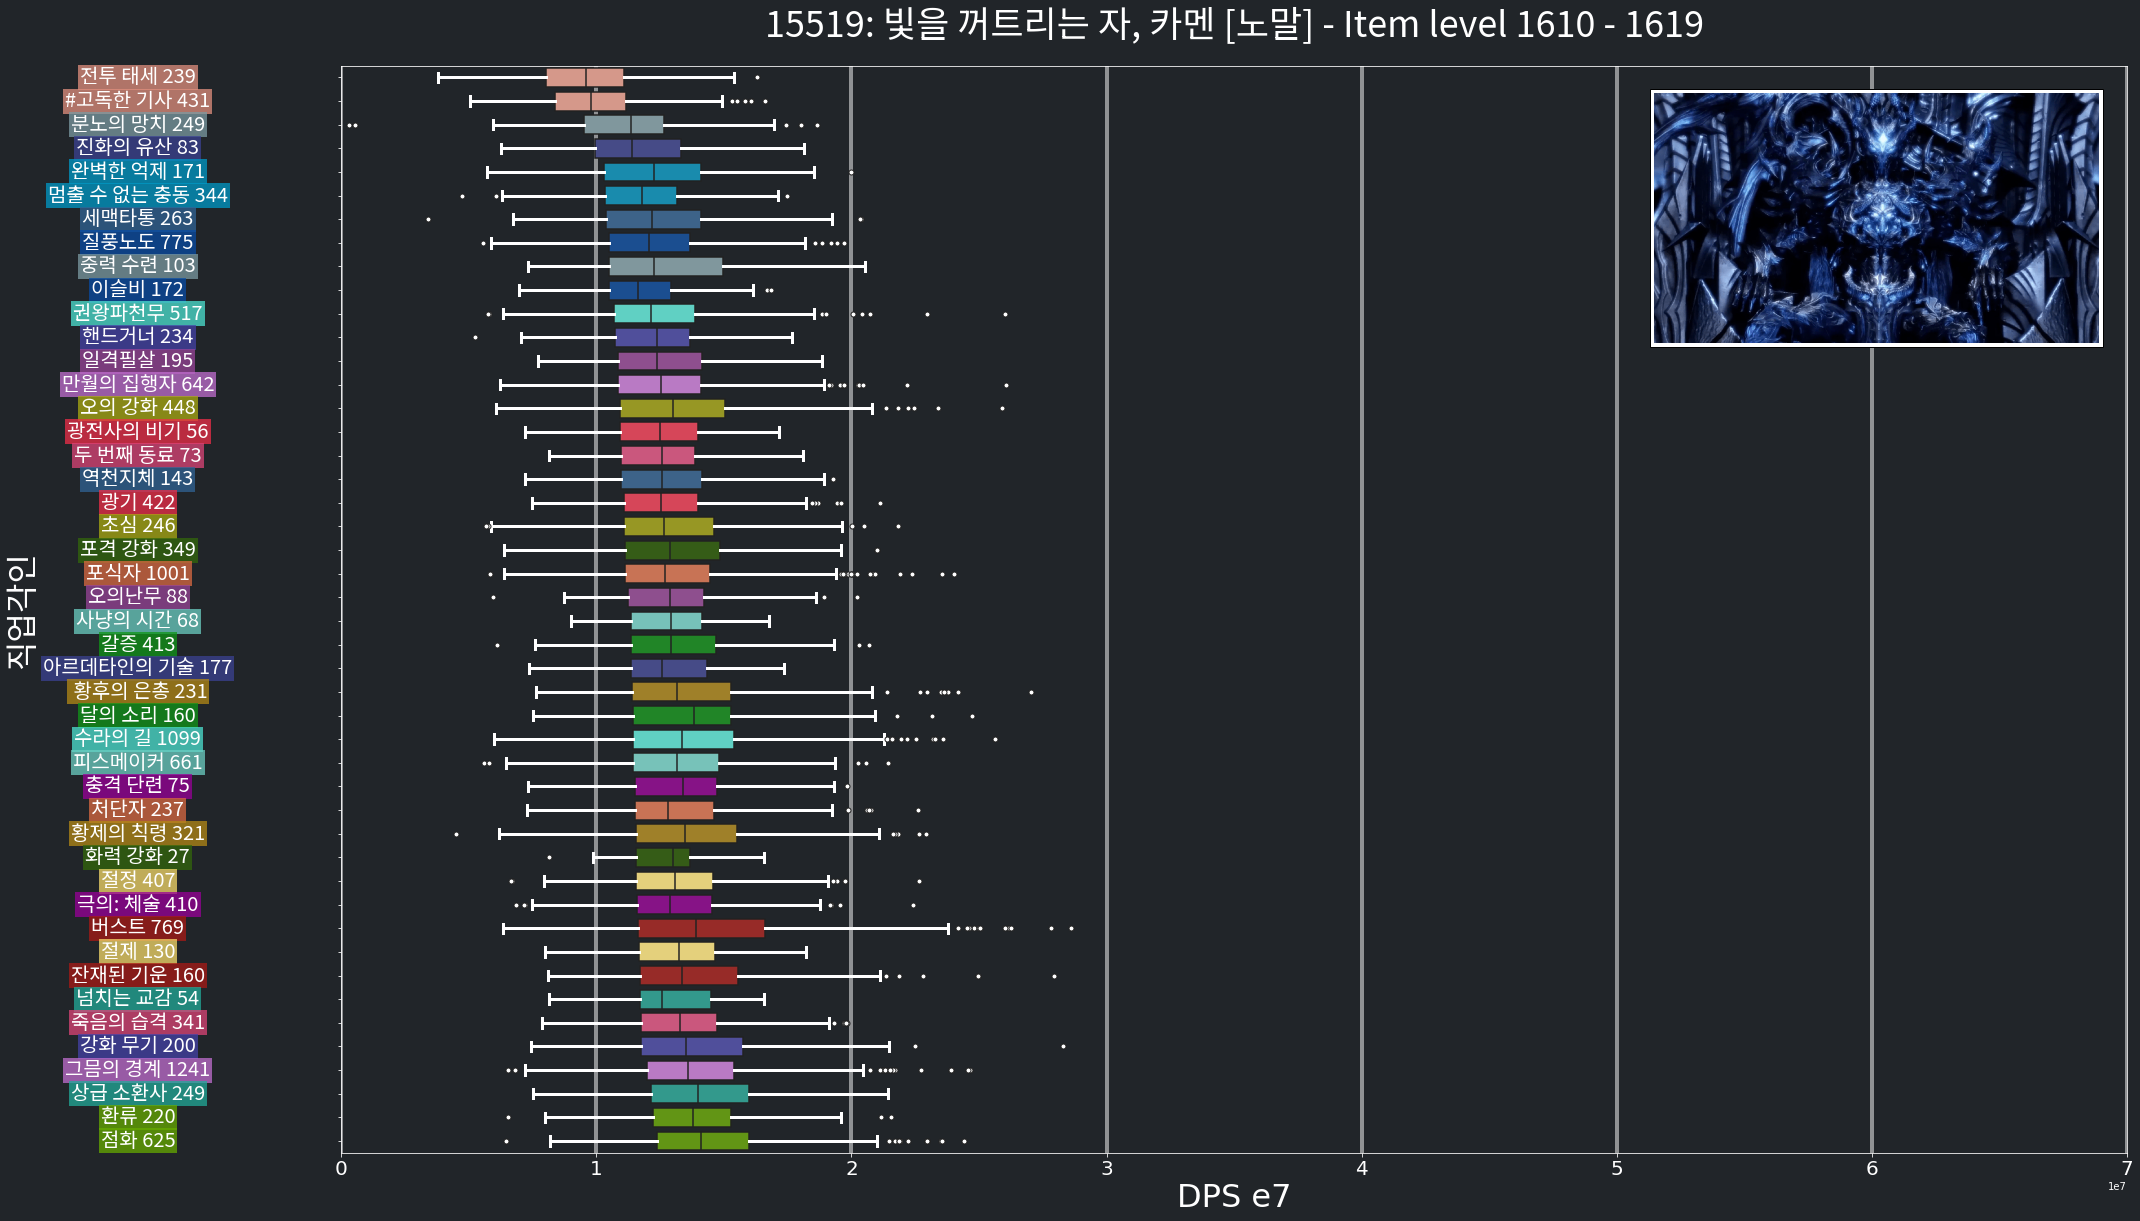 15519: 빛을 꺼트리는 자, 카멘 [노말] - Item level 1610 - 1619
전투 태세 239
#고독한 기사 431
분노의 망치 249
진화의 유산 83
완벽한 억제 171
멈출 수 없는 충동 344
세맥타통 263
질풍노도 775
중력 수련 103
이슬비 172
권왕파천무 517
핸드거너 234
일격필살 195
만월의 집행자 642
오의 강화 448
광전사의 비기 56
두 번째 동료 73
역천지체 143
광기 422
초심 246
포격 강화 349
포식자 1001
오의난무 88
사냥의 시간 68
갈증 413
아르데타인의 기술 177
황후의 은총 231
달의 소리 160
수라의 길 1099
피스메이커 661
충격 단련 75
처단자 237
황제의 칙령 321
화력 강화 27
절정 407
극의: 체술 410
버스트 769
절제 130
잔재된 기운 160
넘치는 교감 54
죽음의 습격 341
강화 무기 200
그믐의 경계 1241
상급 소환사 249
환류 220
점화 625
직업각인
0 1 2 3 4 5 6 7
1e7
DPS e7